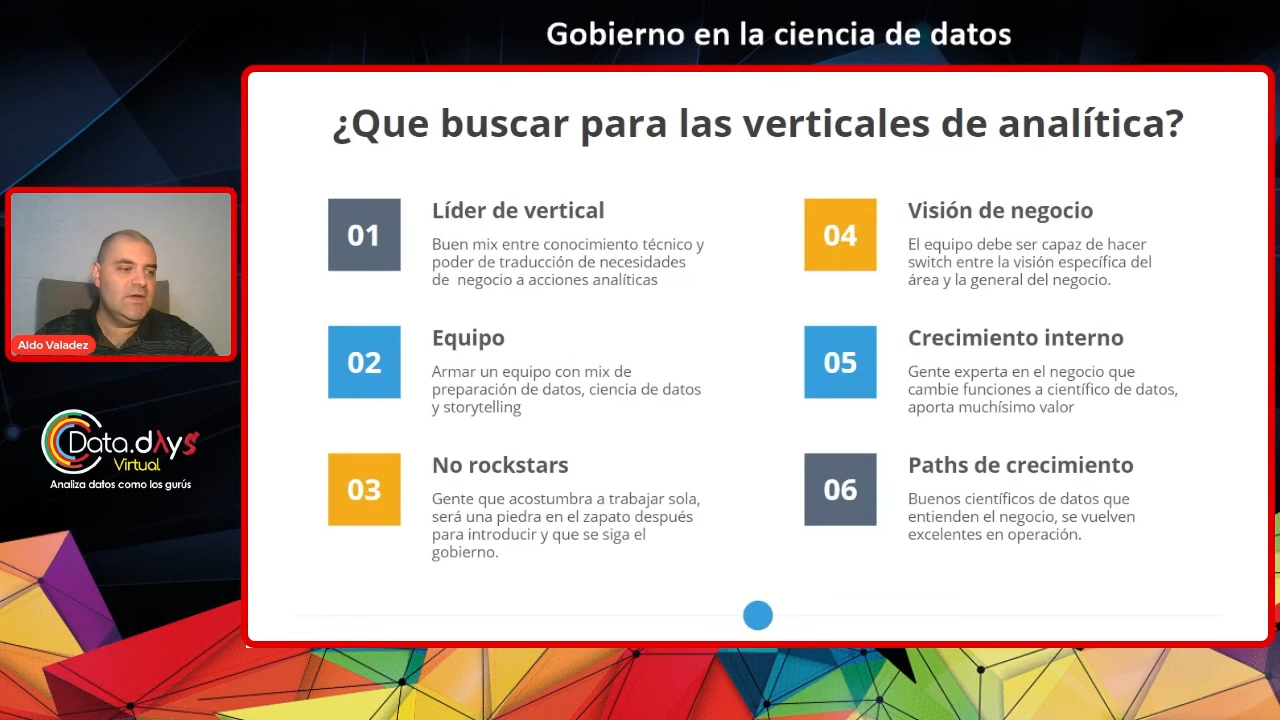 Gobierno en la ciencia de datos
¿Que buscar para las verticales de analítica?
01
Líder de vertical
Buen mix entre conocimiento técnico y
poder de traducción de necesidades
de  negocio a acciones analíticas
02
Equipo
Armar un equipo con mix de
preparación de datos, ciencia de datos
y storytelling
03
No rockstars
Gente que acostumbra a trabajar sola,
será una piedra en el zapato después
para introducir y que se siga el
gobierno.
04
Visión de negocio
El equipo debe ser capaz de hacer
switch entre la visión específica del
área y la general del negocio.
05
Crecimiento interno
Gente experta en el negocio que
cambie funciones a científico de datos,
aporta muchísimo valor
06
Paths de crecimiento
Buenos científicos de datos que
entienden el negocio, se vuelven
excelentes en operación.
Aldo Valadez
Data.dAys
Virtual
Analiza datos como los gurús